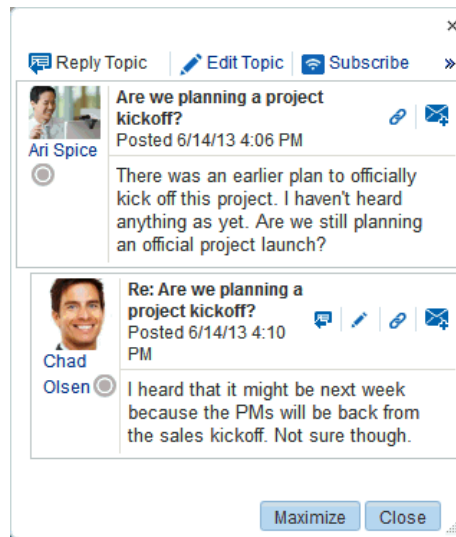 ×
Reply Topic Edit Topic Subscribe »
Are we planning a project
kickoff?
Posted 6/14/13 4:06 PM
Ari Spice
There was an earlier plan to officially
kick off this project. I haven't heard
anything as yet. Are we still planning
an official project launch?
Re: Are we planning a
project kickoff?
Posted 6/14/13 4:10
PM
Chad
Olsen
I heard that it might be next week
because the PMs will be back from
the sales kickoff. Not sure though.
Maximize Close